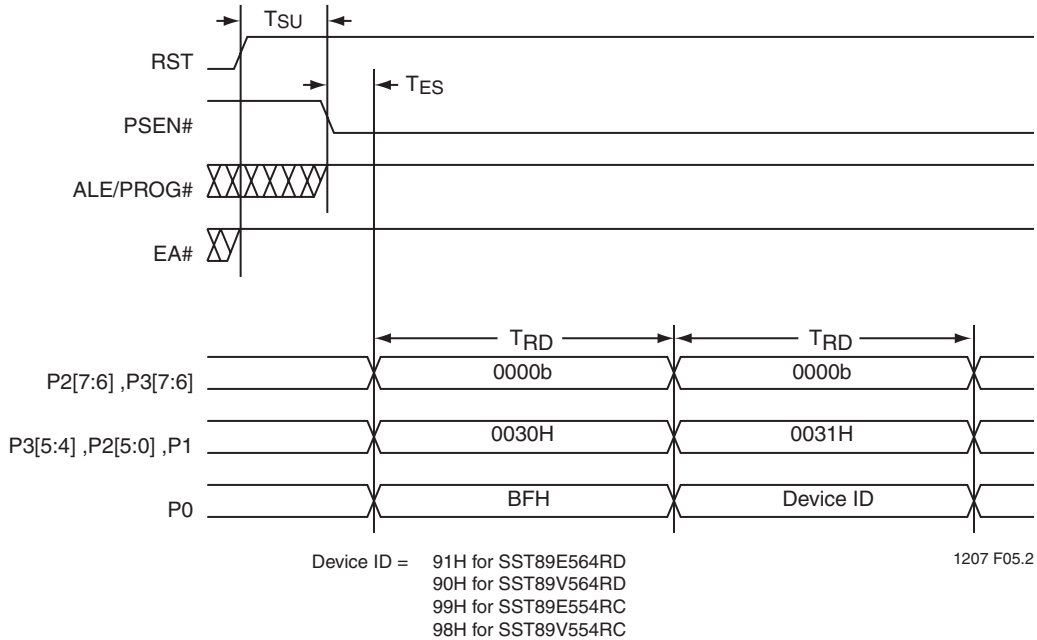 TSU
RST
TES
PSEN#
ALE/PROG#
EA#
TRD TRD
P2[7:6] ,P3[7:6] 0000b 0000b
P3[5:4] ,P2[5:0] ,P1 0030H 0031H
P0 BFH Device ID
Device ID = 91H for SST89E564RD
90H for SST89V564RD
99H for SST89E554RC
98H for SST89V554RC
1207 F05.2